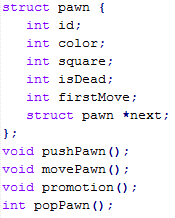 struct pawn {
int id;
int color;
int square;
int isDead;
int firstMove;
struct pawn *next;
};
void pushPawn();
void movePawn();
void promotion();
int popPawn();